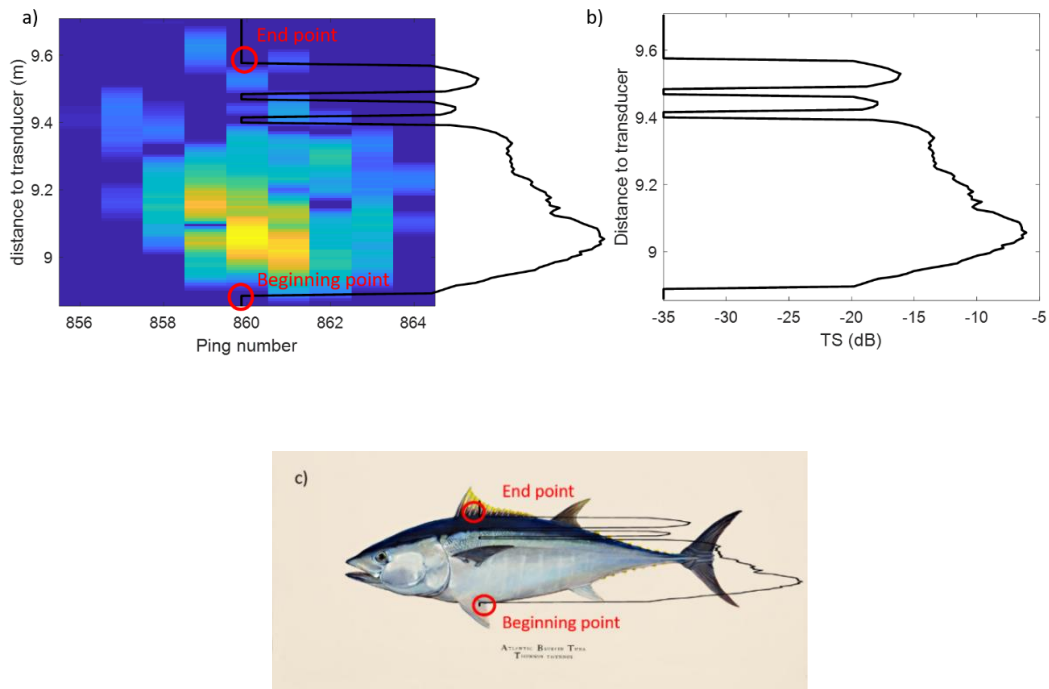 a)
End point
9.6
9.4
9.2
9
distance to trasnducer (m)
Beginning point
856
858
860
862
864
Ping number
b)
9.6
9.4
9.2
9
Distance to transducer
-35
-30
-25
-20
-15
-10
-5
TS (dB)
c)
End point
Beginning point